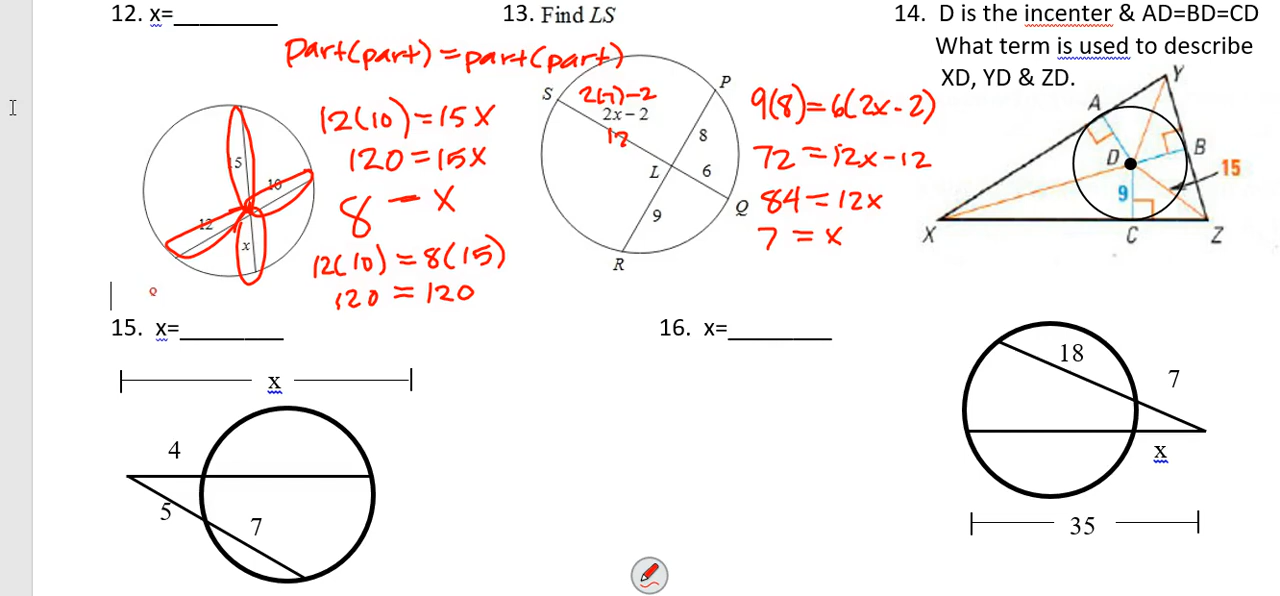 12. x=________
13. Find LS
14. D is the incenter & AD=BD=CD
What term is used to describe
XD, YD & ZD.
Part(part)=part(part)
15
10
12
x
12(10)=15x
120=15x
8 = x
12(10)=8(15)
120 = 120
S
P
2(7)-2
2x - 2
12
8
L
6
Q
9
R
9(8)=6(2x-2)
72=12x-12
84=12x
7 = x
Y
A
B
D
15
9
X
C
Z
15. x=________
x
4
5
7
16. x=________
18
7
x
35